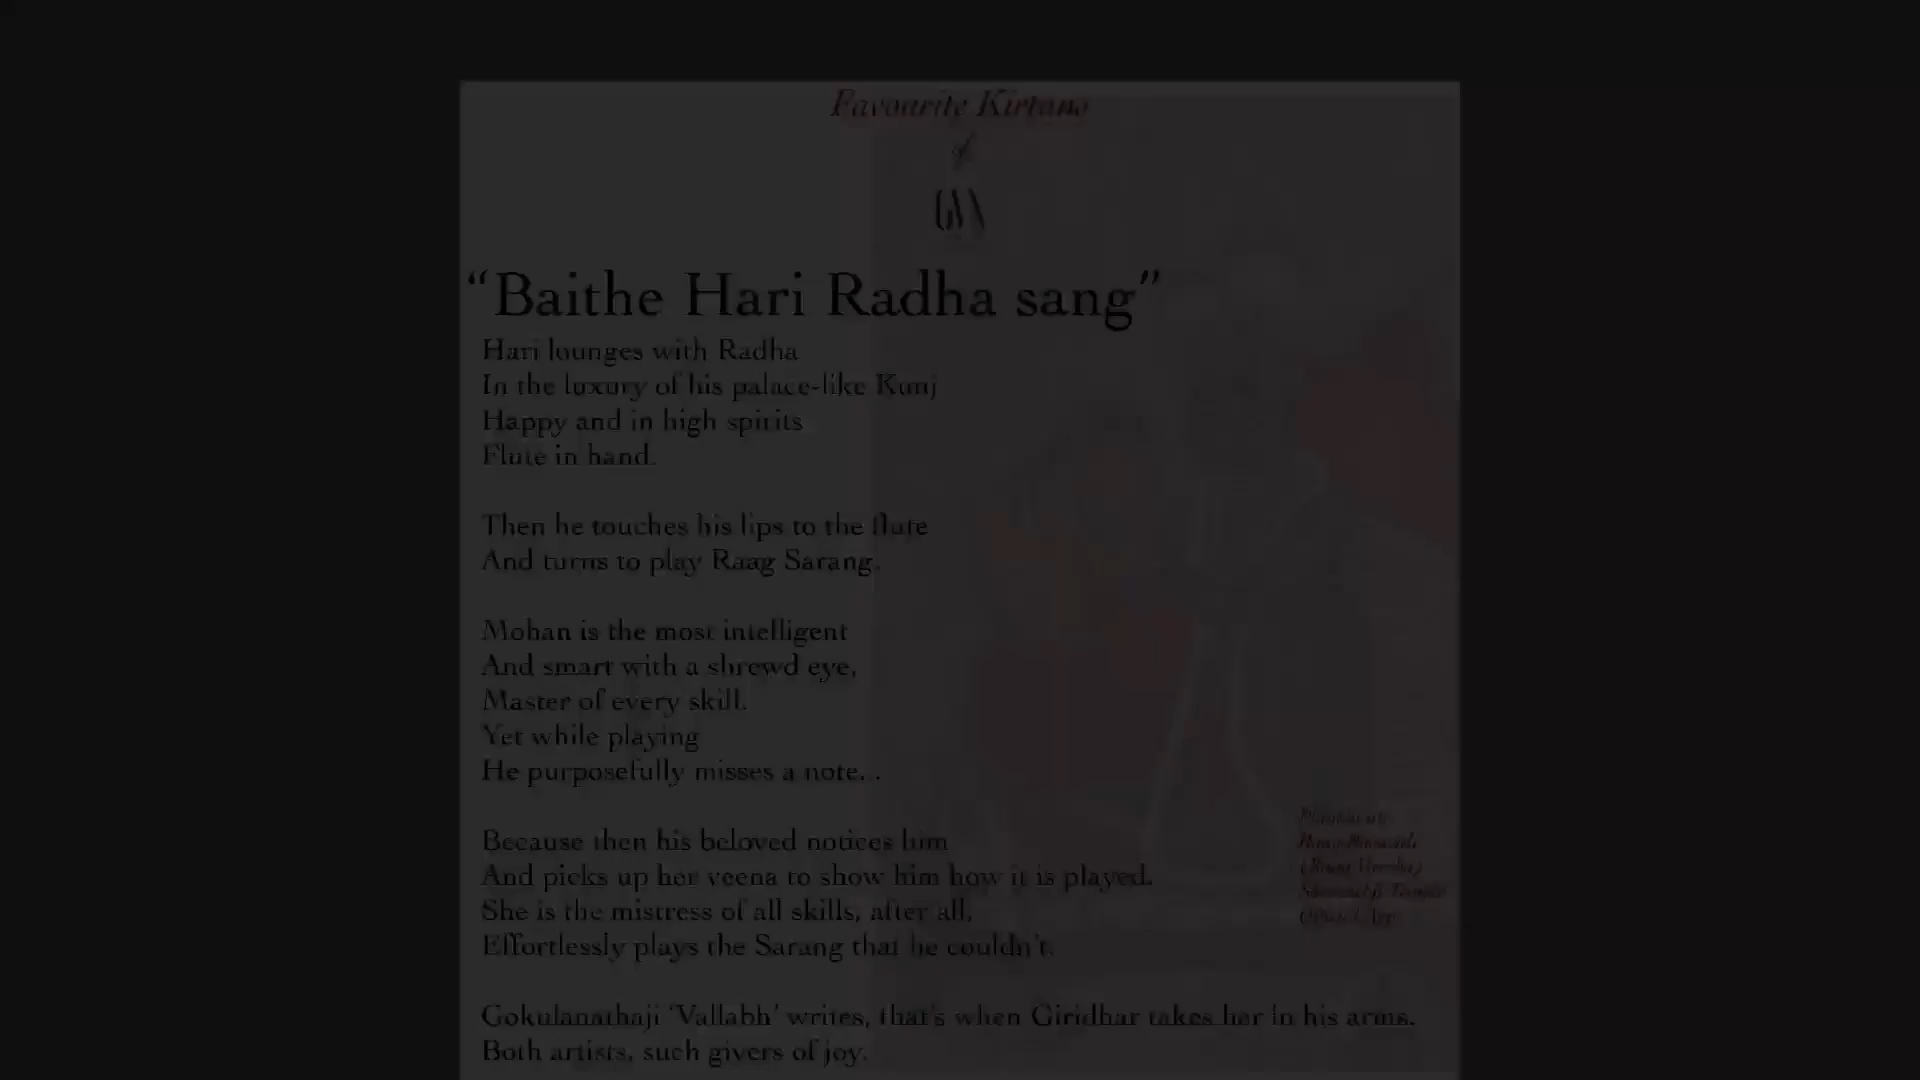 Favourite Kirtans
of
“Baithe Hari Radha sang”
Hari lounges with Radha
In the luxury of his palace-like Kunj
Happy and in high spirits
Flute in hand.
Then he touches his lips to the flute
And turns to play Raag Sarang.
Mohan is the most intelligent
And smart with a shrewd eye,
Master of every skill.
Yet while playing
He purposefully misses a note. .
Because then his beloved notices him
And picks up her veena to show him how it is played.
She is the mistress of all skills, after all,
Effortlessly plays the Sarang that he couldn't.
Gokulanathaji 'Vallabh' writes, that's when Giridhar takes her in his arms.
Both artists, such givers of joy.